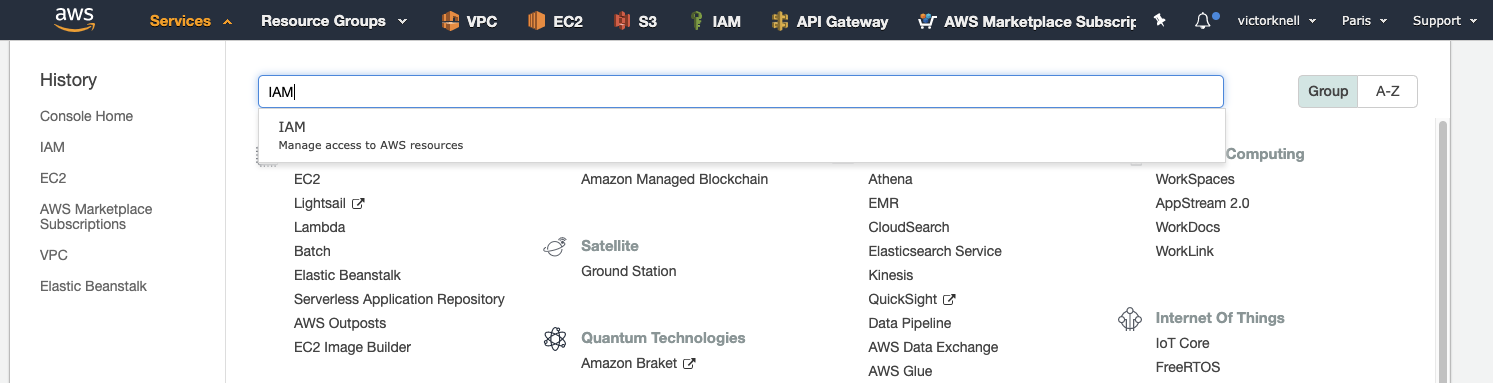 aws
Services
Resource Groups
VPC
EC2
S3
IAM
API Gateway
AWS Marketplace Subscrip
victorknell
Paris
Support
History
Console Home
IAM
EC2
AWS Marketplace
Subscriptions
VPC
Elastic Beanstalk
IAM
Group
A-Z
IAM
Manage access to AWS resources
EC2
Lightsail
Lambda
Batch
Elastic Beanstalk
Serverless Application Repository
AWS Outposts
EC2 Image Builder
Amazon Managed Blockchain
Satellite
Ground Station
Quantum Technologies
Amazon Braket
Athena
EMR
CloudSearch
Elasticsearch Service
Kinesis
QuickSight
Data Pipeline
AWS Data Exchange
AWS Glue
Computing
WorkSpaces
AppStream 2.0
WorkDocs
WorkLink
Internet Of Things
IoT Core
FreeRTOS